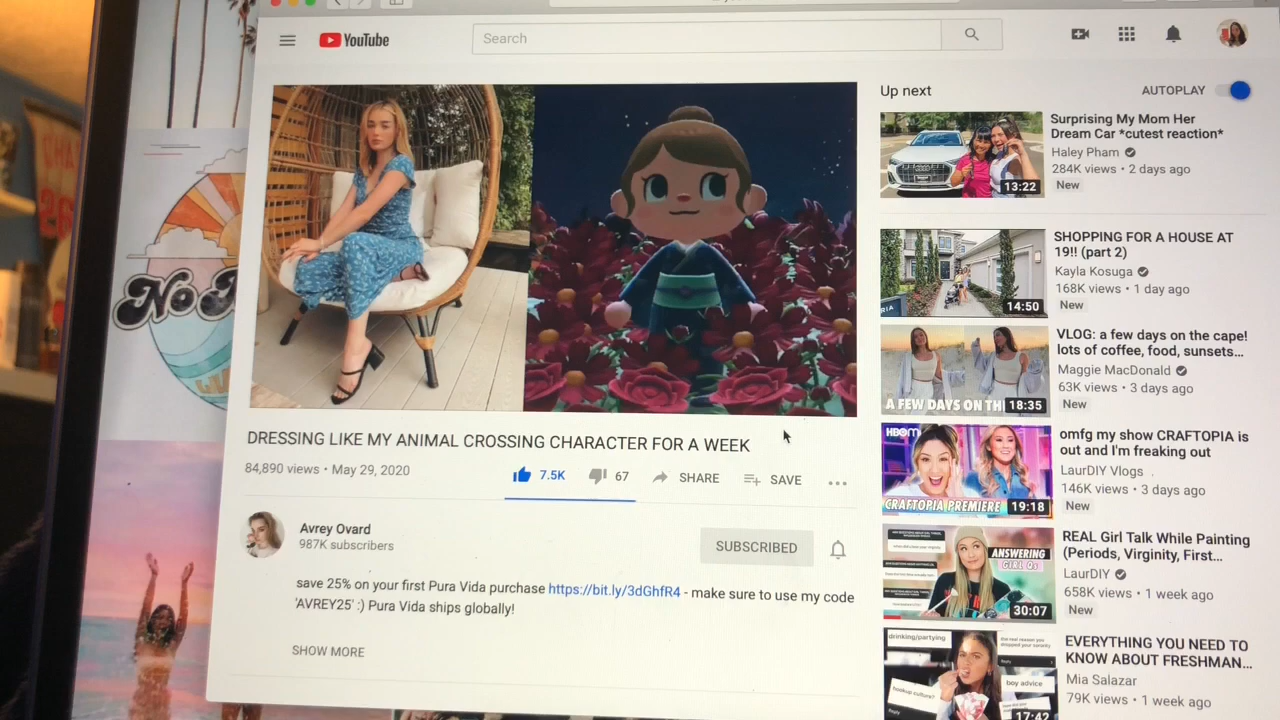 YouTube
Search
Up next
AUTOPLAY
Surprising My Mom Her
Dream Car *cutest reaction*
Haley Pham
284K views • 2 days ago
New
13:22
SHOPPING FOR A HOUSE AT
19!! (part 2)
Kayla Kosuga
168K views • 1 day ago
New
14:50
VLOG: a few days on the cape!
lots of coffee, food, sunsets...
Maggie MacDonald
63K views • 3 days ago
New
A FEW DAYS ON TH
18:35
HBOM
omfg my show CRAFTOPIA is
out and I'm freaking out
LaurDIY Vlogs
146K views • 3 days ago
New
CRAFTOPIA PREMIERE
19:18
REAL Girl Talk While Painting
(Periods, Virginity, First...
LaurDIY
658K views • 1 week ago
New
ANSWERING
GIRL Qs
30:07
EVERYTHING YOU NEED TO
KNOW ABOUT FRESHMAN...
Mia Salazar
79K views • 1 week ago
drinking/partying
Reply
boy advice
hookup culture?
Reply
17:42
DRESSING LIKE MY ANIMAL CROSSING CHARACTER FOR A WEEK
84,890 views • May 29, 2020
7.5K
67
SHARE
SAVE
Avrey Ovard
987K subscribers
SUBSCRIBED
save 25% on your first Pura Vida purchase https://bit.ly/3dGhfR4 - make sure to use my code
'AVREY25' :) Pura Vida ships globally!
SHOW MORE
No
26